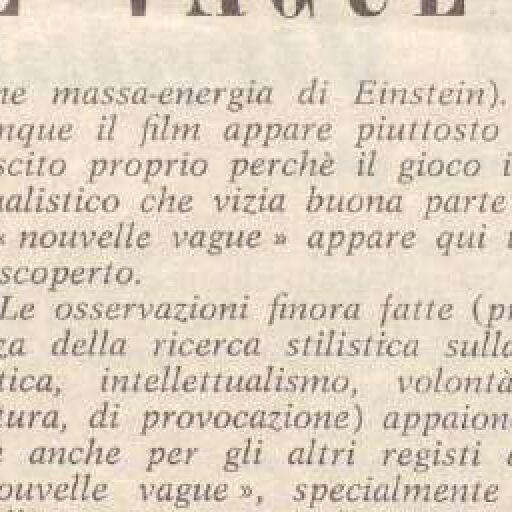 VAGUE
ne massa-energia di Einstein).
nque il film appare piuttosto
scito proprio perchè il gioco i
alistico che vizia buona parte
« nouvelle vague » appare qui
scoperto.
Le osservazioni finora fatte (pr
za della ricerca stilistica sulla
tica, intellettualismo, volontà
tura, di provocazione) appaion
e anche per gli altri registi
ouvelle vague », specialmente